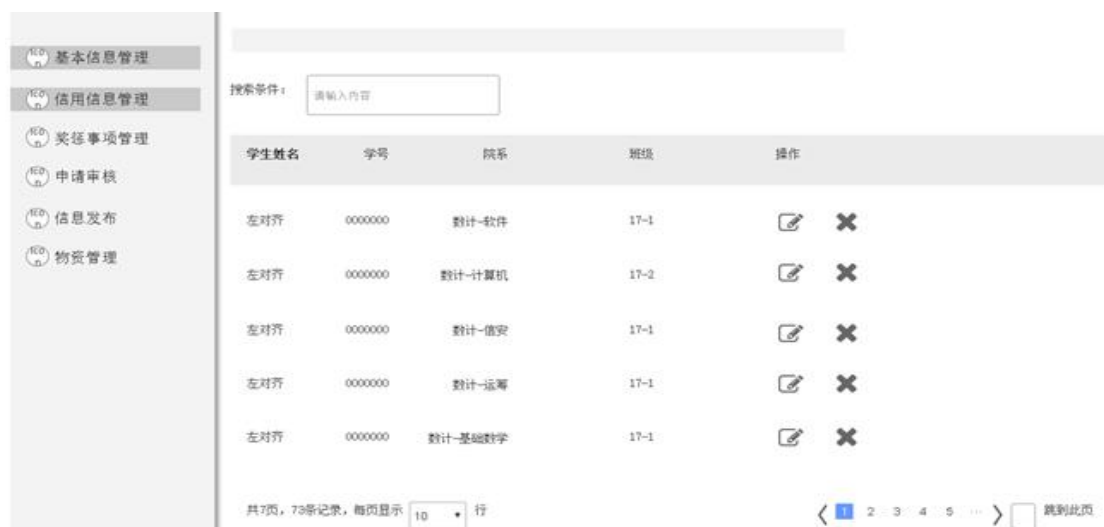 icon 基本信息管理
icon 信用信息管理
icon 奖惩事项管理
icon 申请审核
icon 信息发布
icon 物资管理
搜索条件： 请输入内容
学生姓名 学号 院系 班级 操作
左对齐 0000000 数计-软件 17-1
左对齐 0000000 数计-计算机 17-2
左对齐 0000000 数计-信安 17-1
左对齐 0000000 数计-运筹 17-1
左对齐 0000000 数计-基础数学 17-1
共7页，73条记录，每页显示 10 行 1 2 3 4 5 ··· 跳到此页